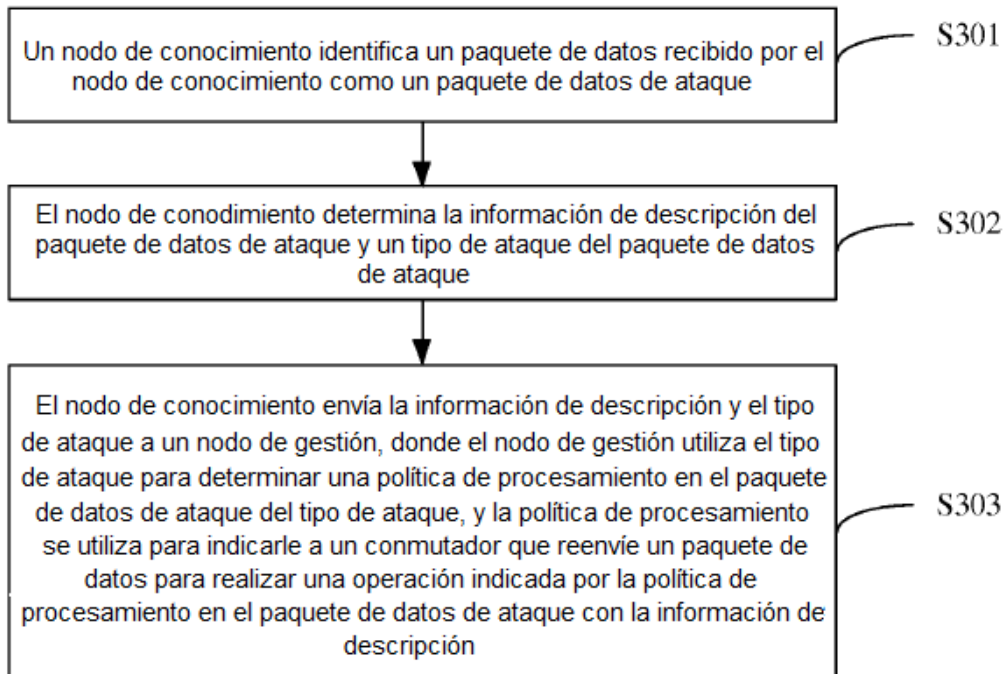 Un nodo de conocimiento identifica un paquete de datos recibido por el
nodo de conocimiento como un paquete de datos de ataque
S301
El nodo de conodimiento determina la información de descripción del
paquete de datos de ataque y un tipo de ataque del paquete de datos
de ataque
S302
El nodo de conocimiento envía la información de descripción y el tipo
de ataque a un nodo de gestión, donde el nodo de gestión utiliza el tipo
de ataque para determinar una política de procesamiento en el paquete
de datos de ataque del tipo de ataque, y la política de procesamiento
se utiliza para indicarle a un conmutador que reenvíe un paquete de
datos para realizar una operación indicada por la política de
procesamiento en el paquete de datos de ataque con la información de
descripción
S303